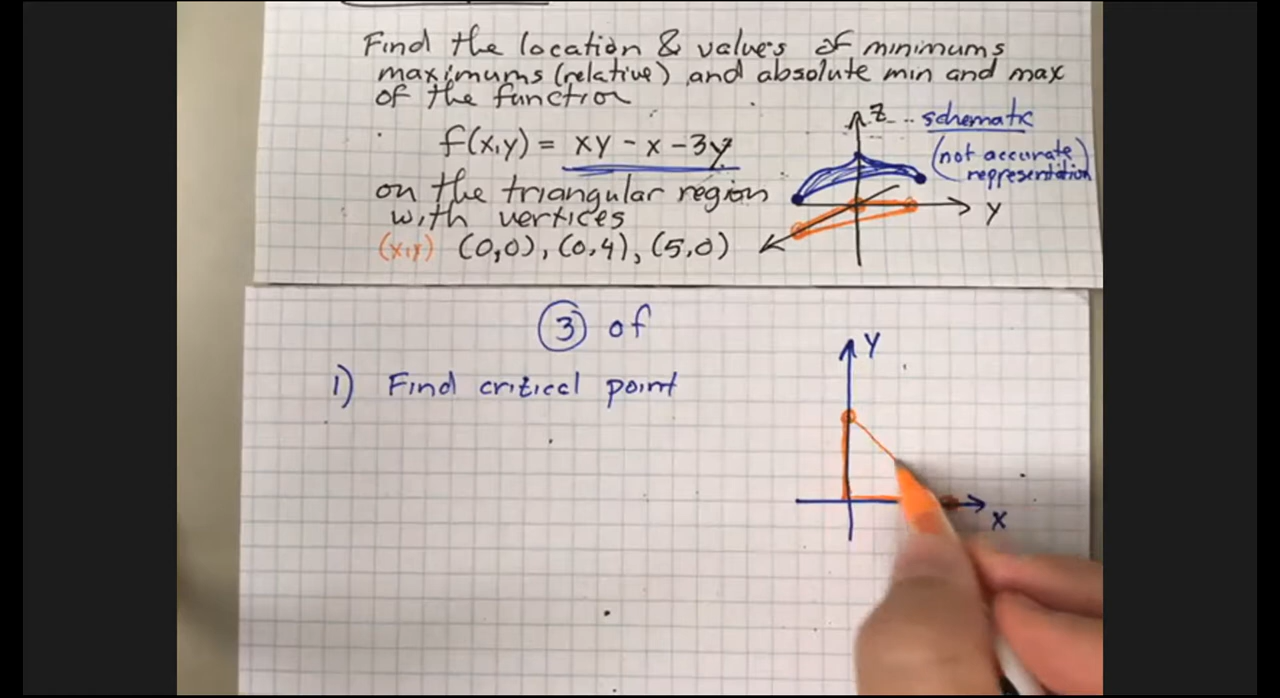 Find the location & values of minimums
maximums (relative) and absolute min and max
of the function
f(x,y) = xy - x - 3y
on the triangular region
with vertices
(x,y) (0,0), (0,4), (5,0)
Z
schematic
(not accurate
representation)
Y
3 of
1) Find critical point
Y
X